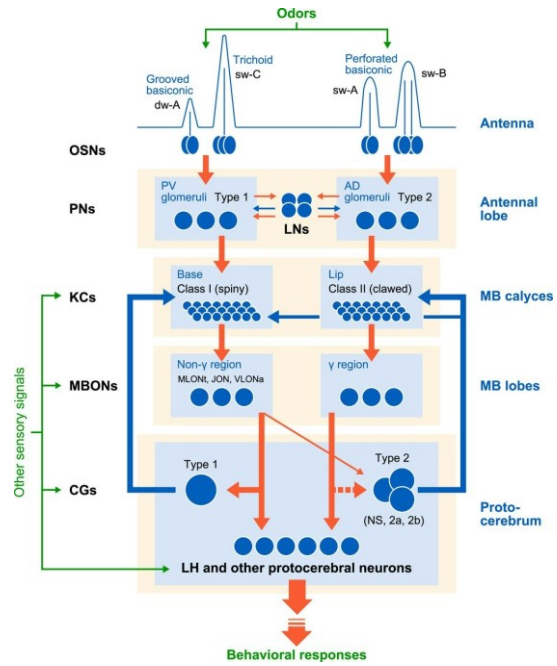 Odors
Trichoid
sw-C
Grooved
basiconic
dw-A
Perforated
basiconic
sw-A
sw-B
Antenna
OSNs
PV
glomeruli
Type 1
AD
glomeruli
Type 2
LNs
PNs
Antennal
lobe
Base
Class I (spiny)
Lip
Class II (clawed)
KCs
MB calyces
Non-γ region
MLONt, JON, VLONa
γ region
MBONs
MB lobes
Other sensory signals
Type 1
Type 2
CGs
(NS, 2a, 2b)
Proto-
cerebrum
LH and other protocerebral neurons
Behavioral responses